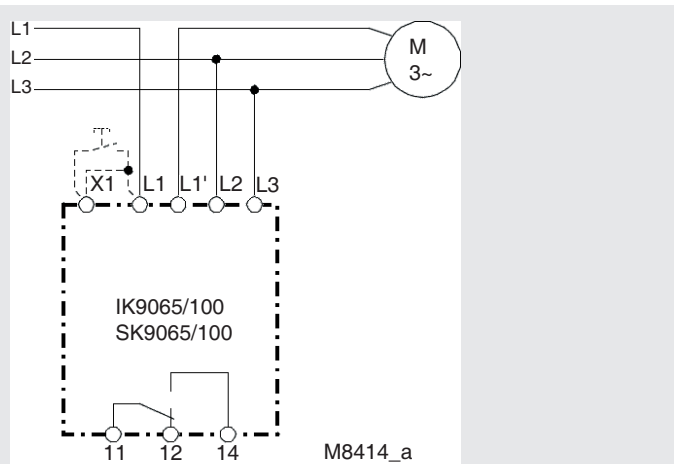 L1
L2
L3
M
3~
X1 L1 L1' L2 L3
IK9065/100
SK9065/100
11 12 14
M8414_a